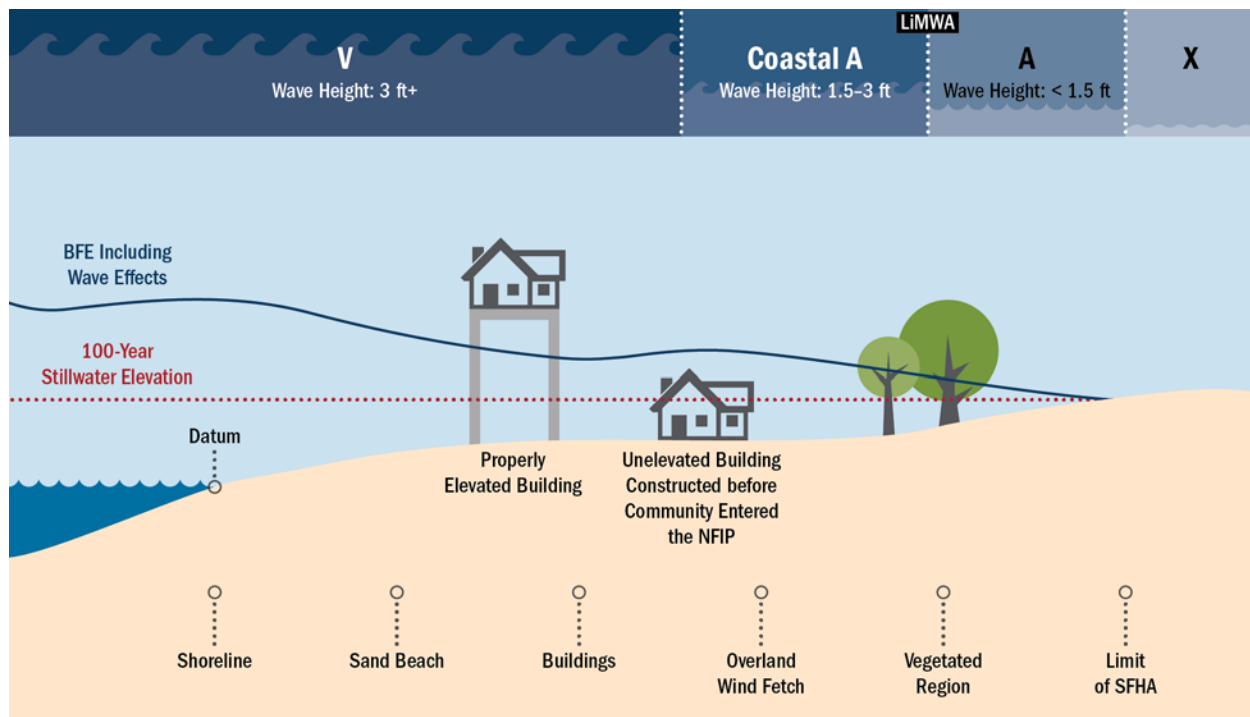 LiMWA
V
Wave Height: 3 ft+
Coastal A
Wave Height: 1.5–3 ft
A
Wave Height: < 1.5 ft
X
BFE Including
Wave Effects
100-Year
Stillwater Elevation
Datum
Properly
Elevated Building
Unelevated Building
Constructed before
Community Entered
the NFIP
Shoreline
Sand Beach
Buildings
Overland
Wind Fetch
Vegetated
Region
Limit
of SFHA